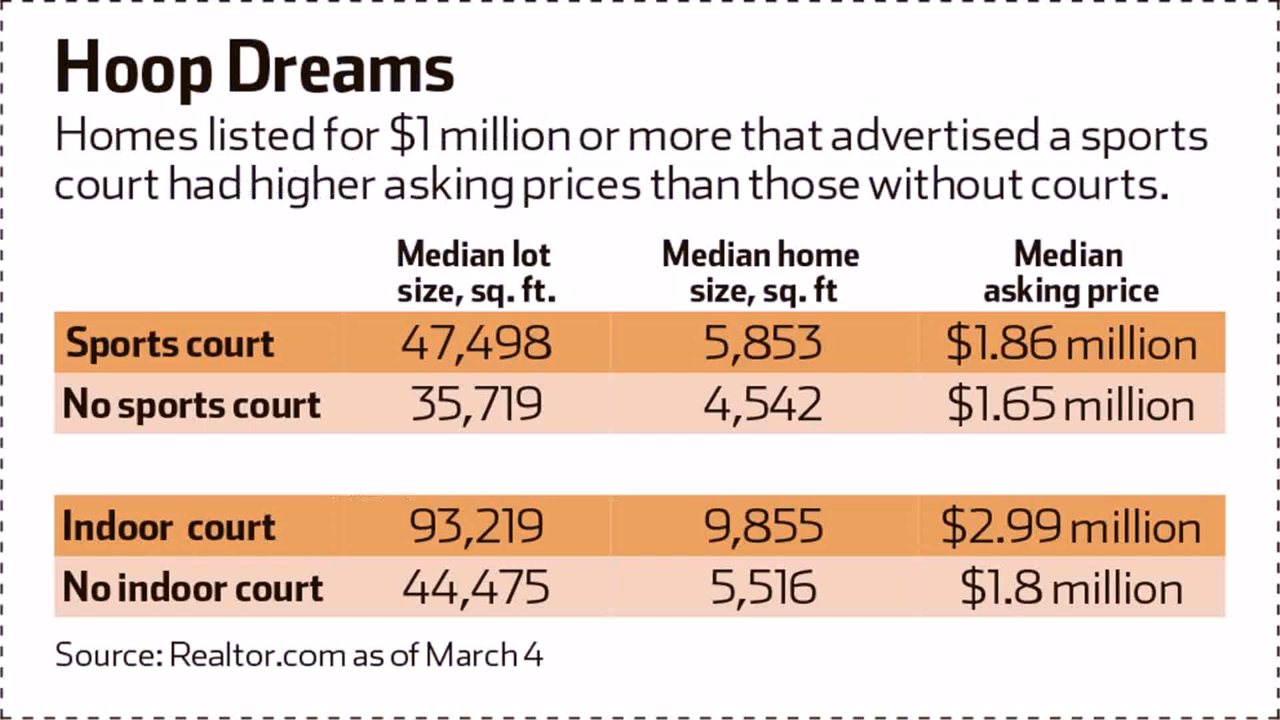 Hoop Dreams
Homes listed for $1 million or more that advertised a sports
court had higher asking prices than those without courts.
Median lot size, sq. ft. Median home size, sq. ft Median asking price
Sports court 47,498 5,853 $1.86 million
No sports court 35,719 4,542 $1.65 million
Indoor court 93,219 9,855 $2.99 million
No indoor court 44,475 5,516 $1.8 million
Source: Realtor.com as of March 4